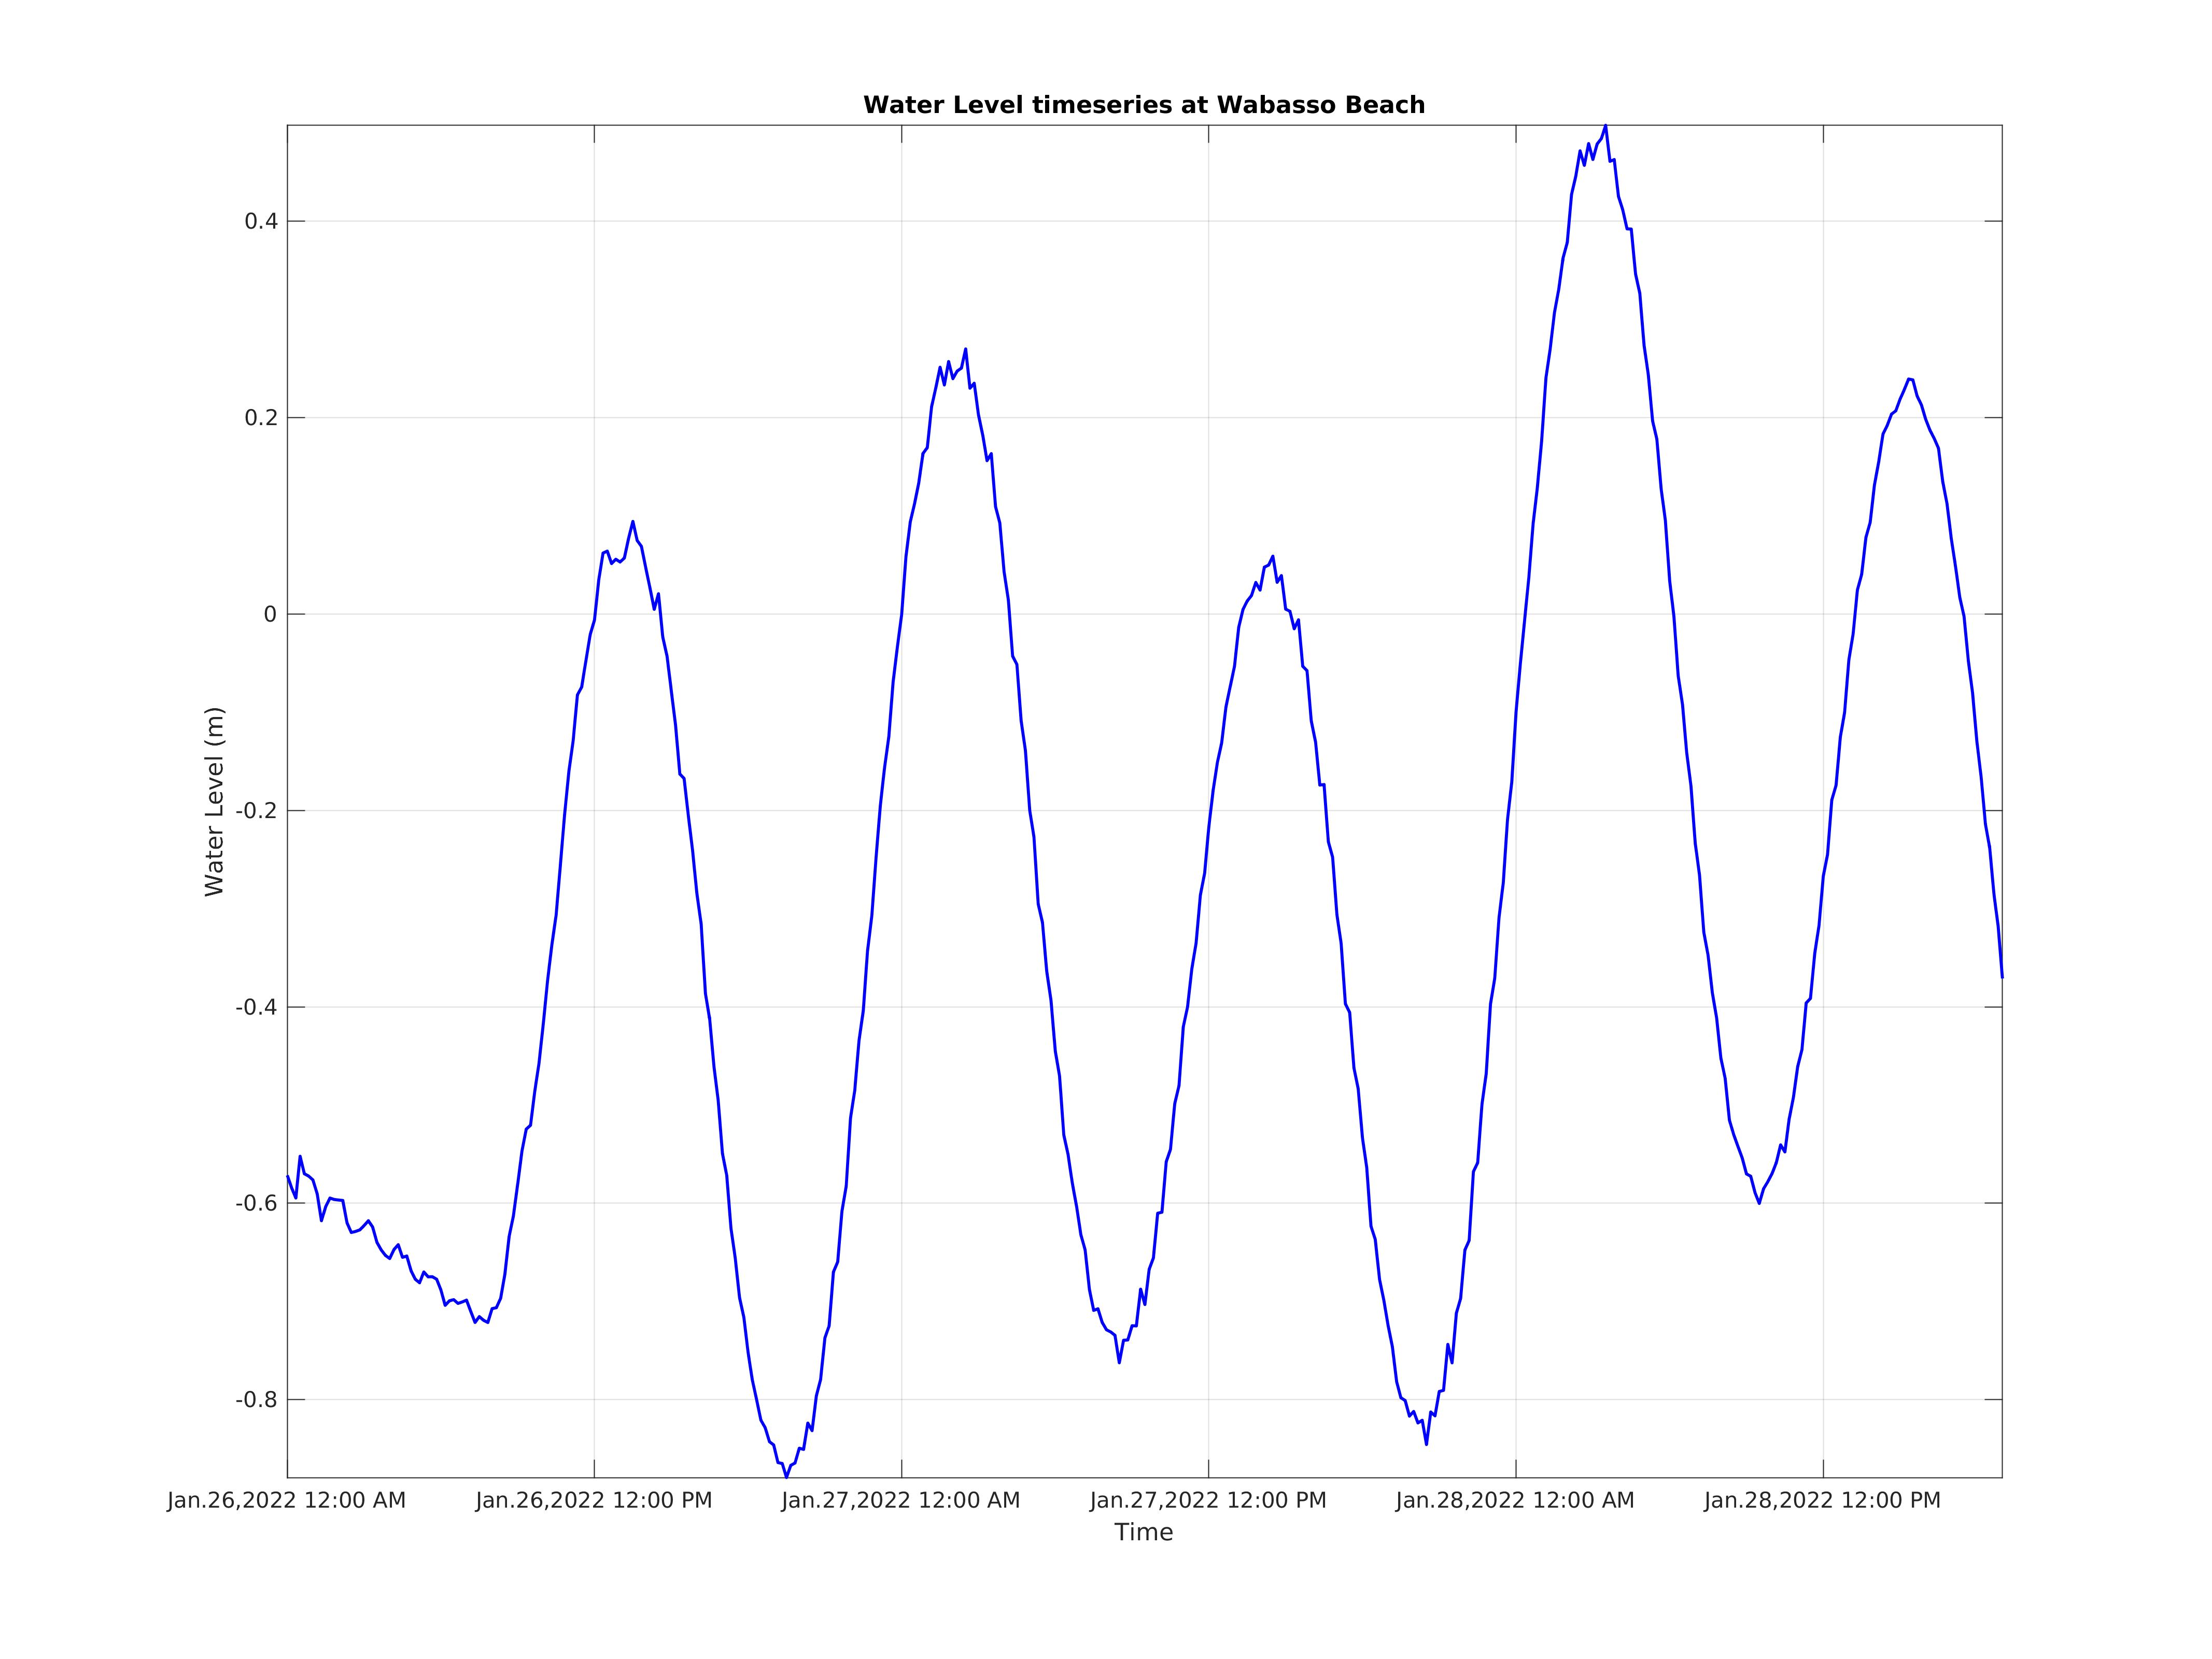 Water Level timeseries at Wabasso Beach
0.4
0.2
0
-0.2
-0.4
-0.6
-0.8
Water Level (m)
Jan.26,2022 12:00 AM
Jan.26,2022 12:00 PM
Jan.27,2022 12:00 AM
Jan.27,2022 12:00 PM
Jan.28,2022 12:00 AM
Jan.28,2022 12:00 PM
Time